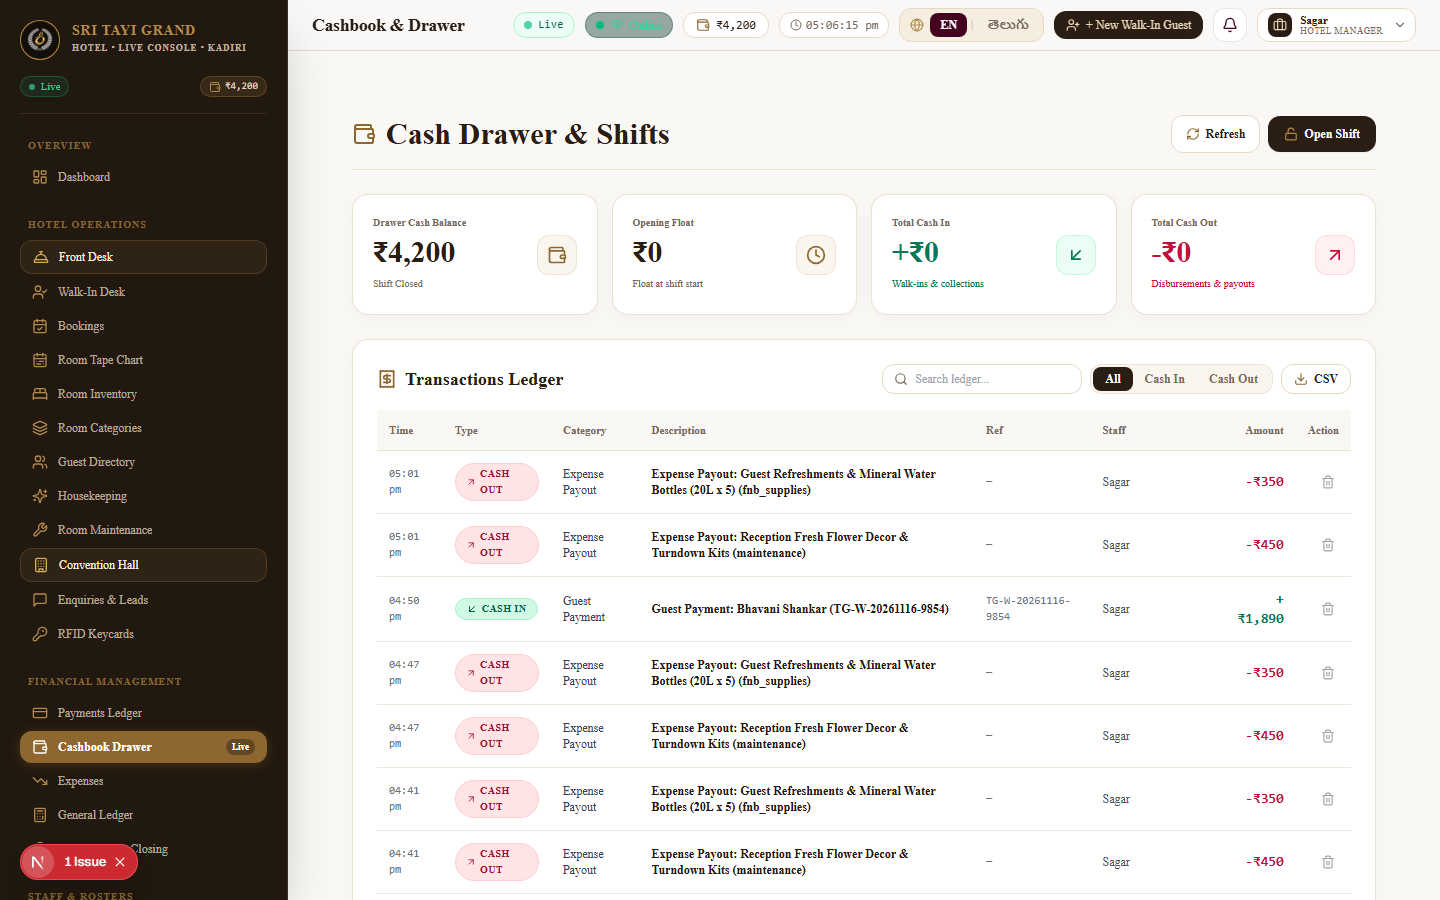 SRI TAYI GRAND
HOTEL • LIVE CONSOLE • KADIRI
Live
₹4,200
OVERVIEW
Dashboard
HOTEL OPERATIONS
Front Desk
Walk-In Desk
Bookings
Room Tape Chart
Room Inventory
Room Categories
Guest Directory
Housekeeping
Room Maintenance
Convention Hall
Enquiries & Leads
RFID Keycards
FINANCIAL MANAGEMENT
Payments Ledger
Cashbook Drawer
Live
Expenses
General Ledger
Closing
N 1 Issue
STAFF & ROSTERS
Cashbook & Drawer
Live
Online
₹4,200
05:06:15 pm
EN
తెలుగు
+ New Walk-In Guest
Sagar
HOTEL MANAGER
Cash Drawer & Shifts
Refresh
Open Shift
Drawer Cash Balance
₹4,200
Shift Closed
Opening Float
₹0
Float at shift start
Total Cash In
+₹0
Walk-ins & collections
Total Cash Out
-₹0
Disbursements & payouts
Transactions Ledger
Search ledger...
All
Cash In
Cash Out
CSV
Time Type Category Description Ref Staff Amount Action
05:01 CASH Expense Expense Payout: Guest Refreshments & Mineral Water – Sagar -₹350
pm OUT Payout Bottles (20L x 5) (fnb_supplies)
05:01 CASH Expense Expense Payout: Reception Fresh Flower Decor & – Sagar -₹450
pm OUT Payout Turndown Kits (maintenance)
04:50 CASH IN Guest Guest Payment: Bhavani Shankar (TG-W-20261116-9854) TG-W-20261116- Sagar +
pm Payment 9854 ₹1,890
04:47 CASH Expense Expense Payout: Guest Refreshments & Mineral Water – Sagar -₹350
pm OUT Payout Bottles (20L x 5) (fnb_supplies)
04:47 CASH Expense Expense Payout: Reception Fresh Flower Decor & – Sagar -₹450
pm OUT Payout Turndown Kits (maintenance)
04:41 CASH Expense Expense Payout: Guest Refreshments & Mineral Water – Sagar -₹350
pm OUT Payout Bottles (20L x 5) (fnb_supplies)
04:41 CASH Expense Expense Payout: Reception Fresh Flower Decor & – Sagar -₹450
pm OUT Payout Turndown Kits (maintenance)